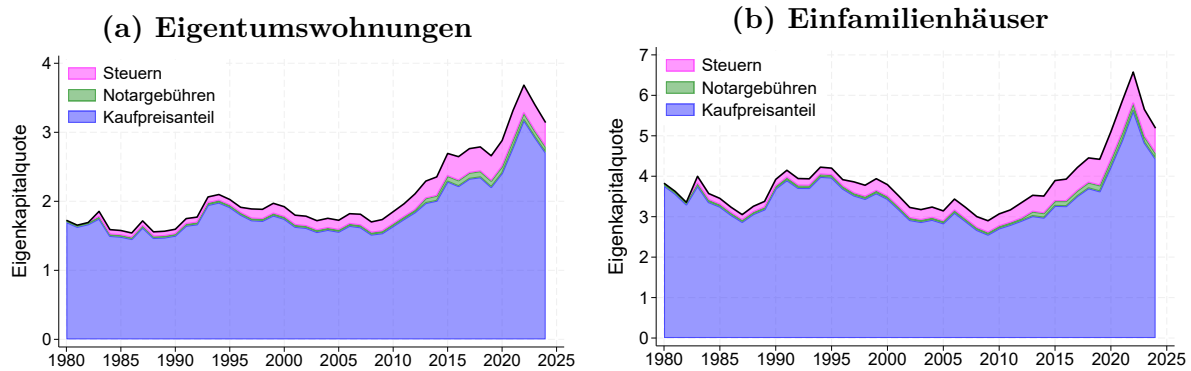 (a) Eigentumswohnungen
Eigenkapitalquote
4
3
2
1
0
Steuern
Notargebühren
Kaufpreisanteil
1980 1985 1990 1995 2000 2005 2010 2015 2020 2025
(b) Einfamilienhäuser
Eigenkapitalquote
7
6
5
4
3
2
1
0
Steuern
Notargebühren
Kaufpreisanteil
1980 1985 1990 1995 2000 2005 2010 2015 2020 2025